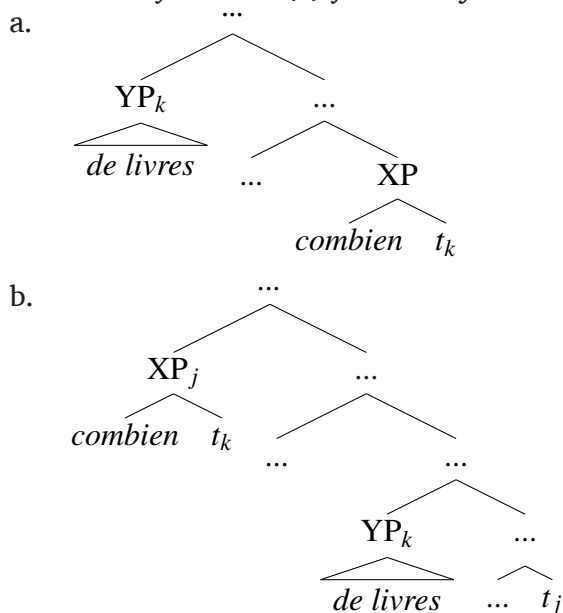 a.
...
YP_k ...
de livres ... XP
combien t_k
b.
...
XP_j ...
combien t_k ... ...
YP_k ...
de livres ... t_j